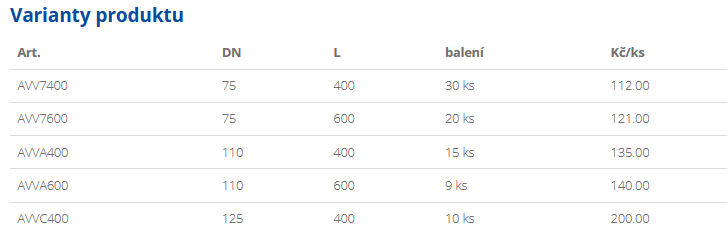 Varianty produktu
Art. DN L balení Kč/ks
AVV7400 75 400 30 ks 112.00
AVV7600 75 600 20 ks 121.00
AVVA400 110 400 15 ks 135.00
AVVA600 110 600 9 ks 140.00
AVVC400 125 400 10 ks 200.00